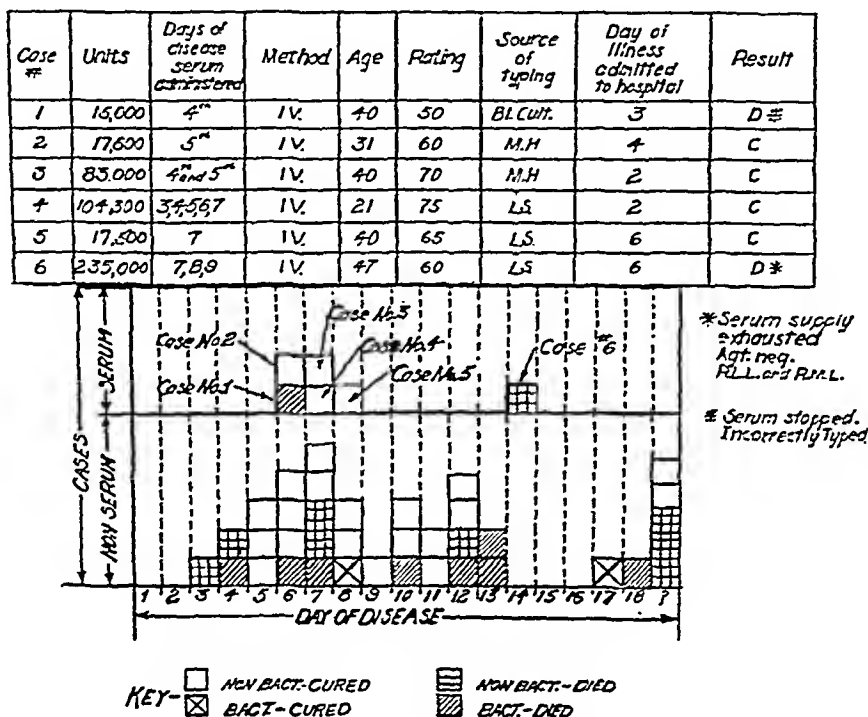 Case # Units Days of disease serum administered Method Age Rating Source of typing Day of Illness admitted to hospital Result
1 15,000 4th I V. 40 50 Bl. Cult. 3 D #
2 17,600 5th I V. 31 60 M.H 4 C
3 83.000 4th and 5th I V. 40 70 M.H 2 C
4 104,300 3,4,5,6,7 I V. 21 75 L.S. 2 C
5 17,500 7 I V. 40 65 L.S. 6 C
6 235,000 7,8,9 I V. 47 60 L.S 6 D *
CASES
SERUM
NON SERUM
Case No.3
Case No2
Case No.4
Case No.1
Case No.5
Case #6
* Serum supply
exhausted
Agt. neg.
R.L.L. and R.M.L.
# Serum stopped.
Incorrectly Typed
1 2 3 4 5 6 7 8 9 10 11 12 13 14 15 16 17 18 ?
DAY OF DISEASE
KEY-
NON BACT.-CURED
NON BACT.-DIED
BACT.-CURED
BACT.-DIED